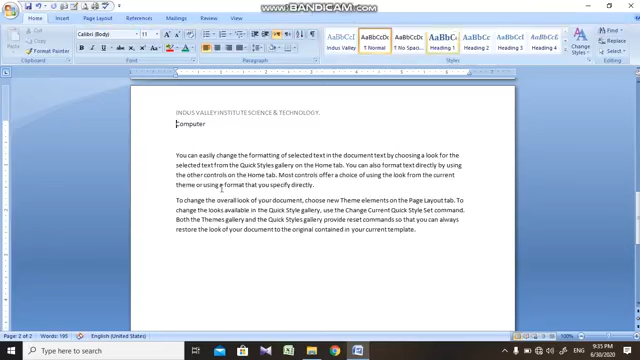 www.BANDICAM.com
Home Insert Page Layout References Mailings Review View
Cut
Copy
Format Painter
Paste
Clipboard
Calibri (Body) 11
Font
Paragraph
AaBbCcI AaBbCcDc AaBbCcDc AaBbC AaBbCc AaBbCc AaBbCcI
Indus Valley ¶ Normal ¶ No Spaci... Heading 1 Heading 2 Heading 3 Heading 4
Styles
Change
Styles
Find
Replace
Select
Editing
INDUS VALLEY INSTITUTE SCIENCE & TECHNOLOGY.
Computer
You can easily change the formatting of selected text in the document text by choosing a look for the
selected text from the Quick Styles gallery on the Home tab. You can also format text directly by using
the other controls on the Home tab. Most controls offer a choice of using the look from the current
theme or using a format that you specify directly.
To change the overall look of your document, choose new Theme elements on the Page Layout tab. To
change the looks available in the Quick Style gallery, use the Change Current Quick Style Set command.
Both the Themes gallery and the Quick Styles gallery provide reset commands so that you can always
restore the look of your document to the original contained in your current template.
Page: 2 of 2 Words: 195 English (United States) 100%
Type here to search
ENG
9:35 PM
6/30/2020